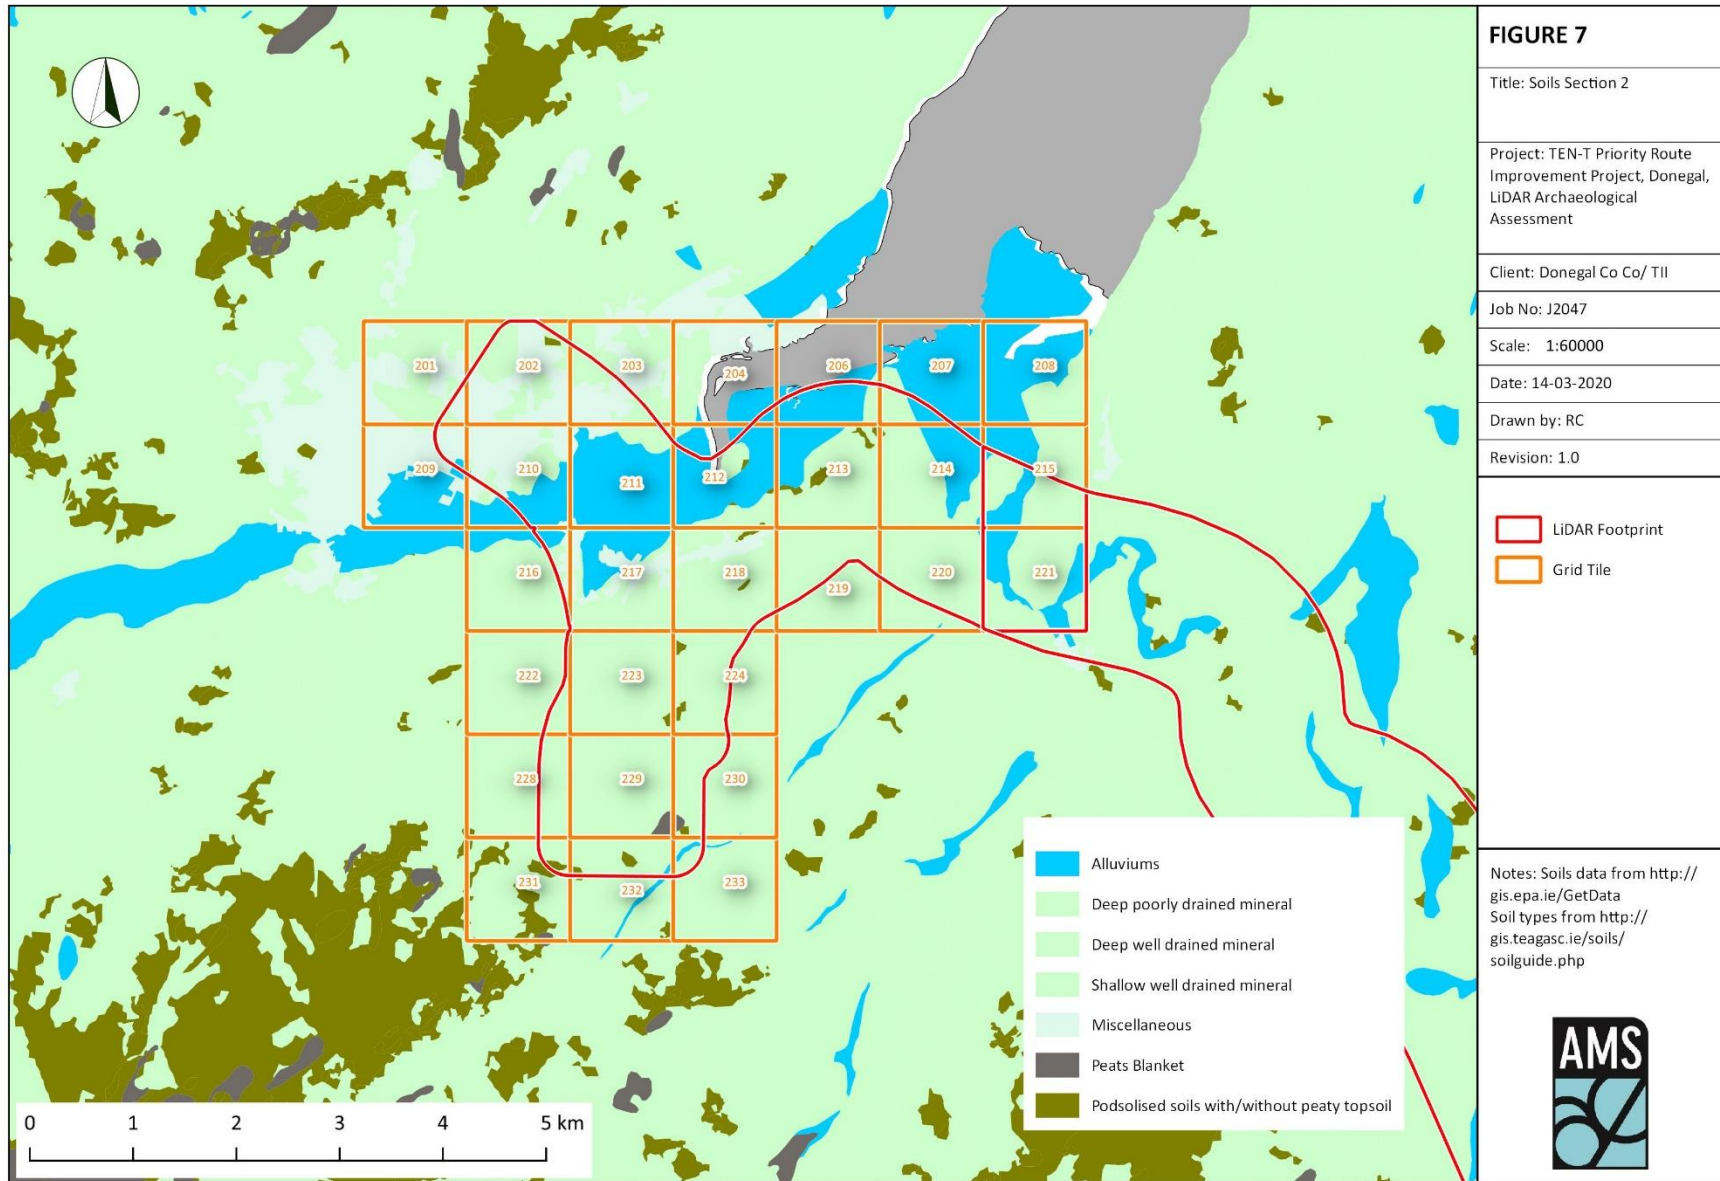 FIGURE 7
Title: Soils Section 2
Project: TEN-T Priority Route
Improvement Project, Donegal,
LiDAR Archaeological
Assessment
Client: Donegal Co Co/ TII
Job No: J2047
Scale: 1:60000
Date: 14-03-2020
Drawn by: RC
Revision: 1.0
LiDAR Footprint
Grid Tile
Notes: Soils data from http://
gis.epa.ie/GetData
Soil types from http://
gis.teagasc.ie/soils/
soilguide.php
AMS
201 202 203 204 206 207 208
209 210 211 212 213 214 215
216 217 218 219 220 221
222 223 224
228 229 230
231 232 233
Alluviums
Deep poorly drained mineral
Deep well drained mineral
Shallow well drained mineral
Miscellaneous
Peats Blanket
Podsolised soils with/without peaty topsoil
0 1 2 3 4 5 km